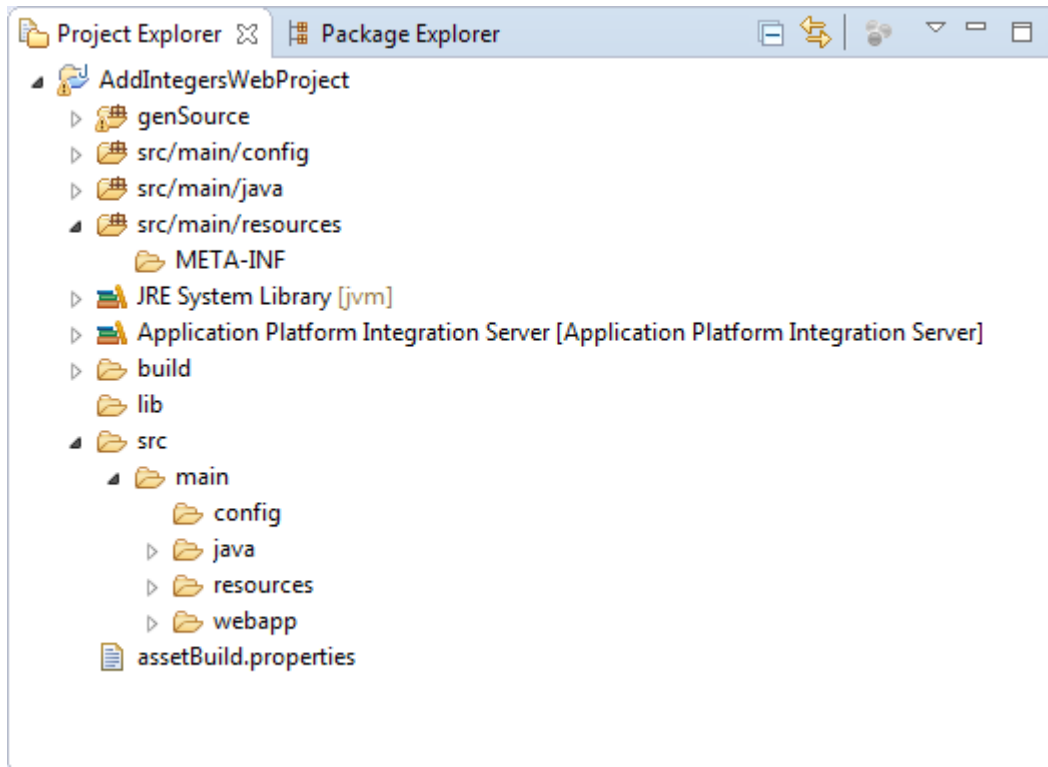 Project Explorer Package Explorer
AddIntegersWebProject
genSource
src/main/config
src/main/java
src/main/resources
META-INF
JRE System Library [jvm]
Application Platform Integration Server [Application Platform Integration Server]
build
lib
src
main
config
java
resources
webapp
assetBuild.properties